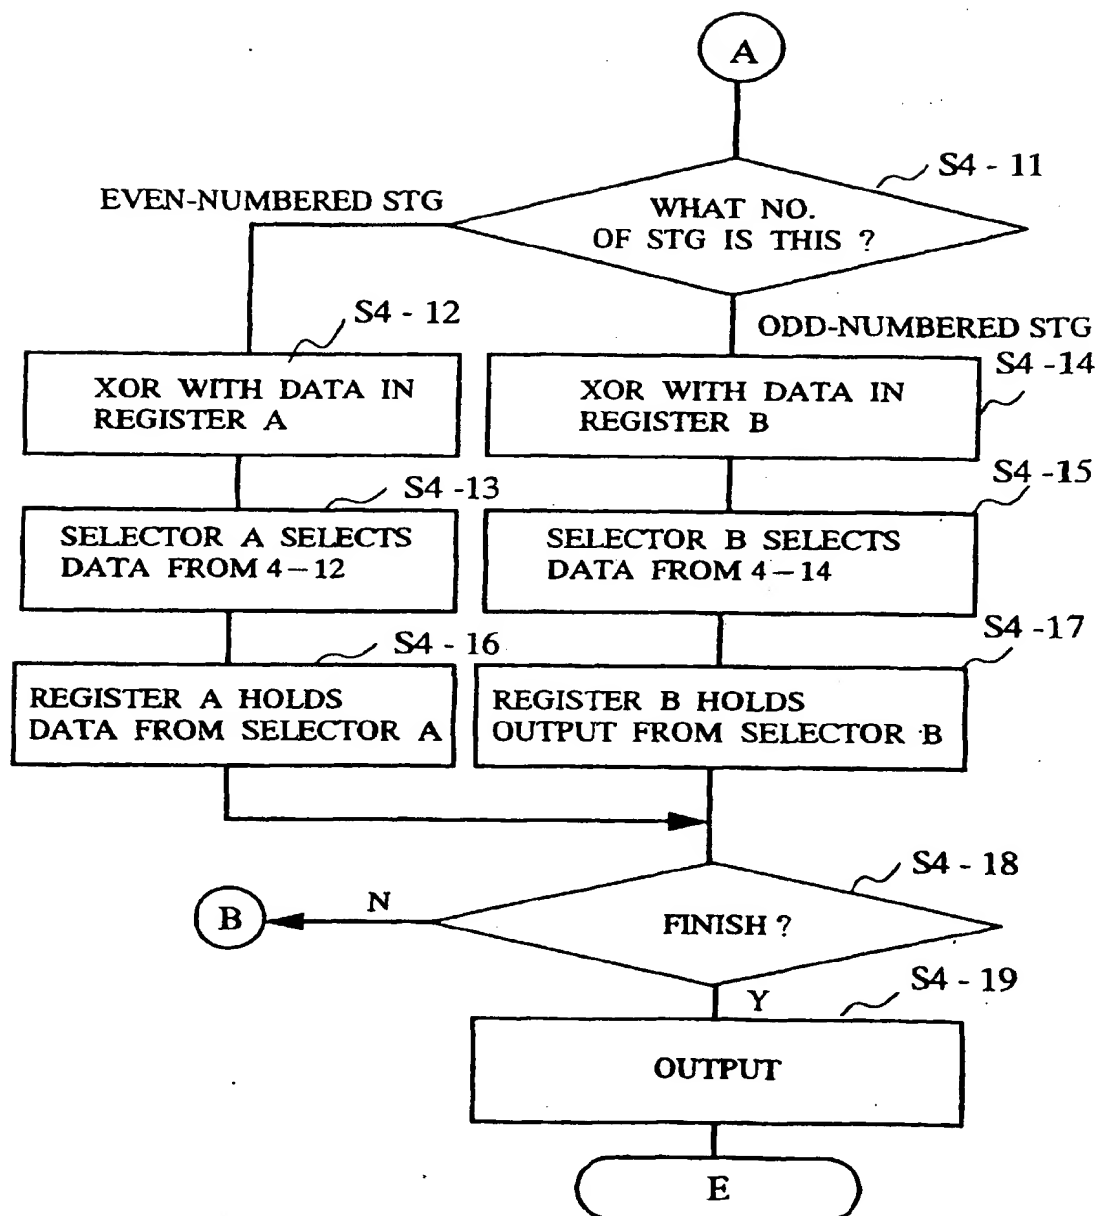 A
S4 - 11
EVEN-NUMBERED STG
WHAT NO.
OF STG IS THIS ?
S4 - 12
ODD-NUMBERED STG
S4 -14
XOR WITH DATA IN
REGISTER A
XOR WITH DATA IN
REGISTER B
S4 -13
S4 -15
SELECTOR A SELECTS
DATA FROM 4-12
SELECTOR B SELECTS
DATA FROM 4-14
S4 - 16
S4 -17
REGISTER A HOLDS
DATA FROM SELECTOR A
REGISTER B HOLDS
OUTPUT FROM SELECTOR B
S4 - 18
B
N
FINISH ?
S4 - 19
Y
OUTPUT
E